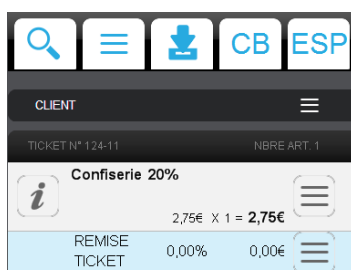 CB ESP
CLIENT
TICKET N° 124-11 NBRE ART. 1
Confiserie 20%
i
2,75€ X 1 = 2,75€
REMISE TICKET 0,00% 0,00€